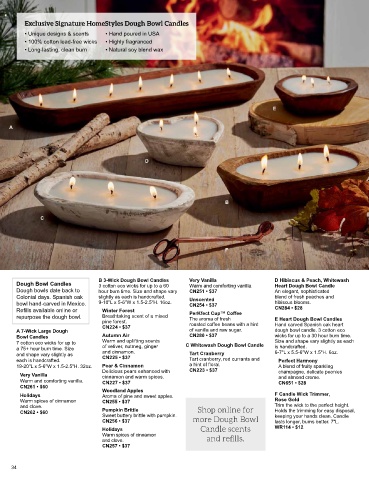 Exclusive Signature HomeStyles Dough Bowl Candles
• Unique designs & scents
• 100% cotton lead-free wicks
• Long-lasting, clean burn
• Hand poured in USA
• Highly fragranced
• Natural soy blend wax
E
A
D
B
C
Dough Bowl Candles
Dough bowls date back to
Colonial days. Spanish oak
bowl hand-carved in Mexico.
Refills available online or
repurpose the dough bowl.
A 7-Wick Large Dough
Bowl Candles
7 cotton wicks for up to
a 70+ hour burn time. Size
and shape vary slightly as
each is handcrafted.
19-20"L x 5-6"W x 1.5-2.5"H. 32oz.
Very Vanilla
Warm and comforting vanilla.
CN261 • $60
Holidays
Warm spices of cinnamon
and clove.
CN262 • $60
B 3-Wick Dough Bowl Candles
3 cotton wicks for up to a 60
hour burn time. Size and shape vary
slightly as each is handcrafted.
9-10"L x 5-6"W x 1.5-2.5"H. 16oz.
Winter Forest
Breathtaking scent of a mixed
pine forest.
CN224 • $37
Autumn Air
Warm and uplifting scents
of vetiver, nutmeg, ginger
and cinnamon.
CN226 • $37
Pear & Cinnamon
Delicious pears enhanced with
cinnamon and warm spices.
CN227 • $37
Woodland Apples
Aroma of pine and sweet apples.
CN255 • $37
Pumpkin Brittle
Sweet buttery brittle with pumpkin.
CN256 • $37
Holidays
Warm spices of cinnamon
and clove.
CN257 • $37
Very Vanilla
Warm and comforting vanilla.
CN251 • $37
Unscented
CN254 • $37
Perfect Cup™ Coffee
The aroma of fresh
roasted coffee beans with a hint
of vanilla and raw sugar.
CN288 • $37
C Whitewash Dough Bowl Candle
Tart Cranberry
Tart cranberry, red currants and
a hint of florals.
CN223 • $37
Shop online for
more Dough Bowl
Candle scents
and refills.
D Hibiscus & Peach, Whitewash
Heart Dough Bowl Candle
An elegant, sophisticated
blend of fresh peaches and
hibiscus blooms.
CN264 • $28
E Heart Dough Bowl Candles
Hand carved Spanish oak heart
dough bowl candle. 3 cotton eco
wicks for up to a 30 hour burn time.
Size and shape vary slightly as each
is handcrafted.
6-7"L x 5.5-6"W x 1.5"H. 8oz.
Perfect Harmony
A blend of fruity sparkling
champagne, delicate peonies
and almond crème.
CN651 • $28
F Candle Wick Trimmer,
Rose Gold
Trim the wick to the perfect height.
Holds the trimming for easy disposal,
keeping your hands clean. Candle
lasts longer, burns better. 7"L.
WR114 • $12
34